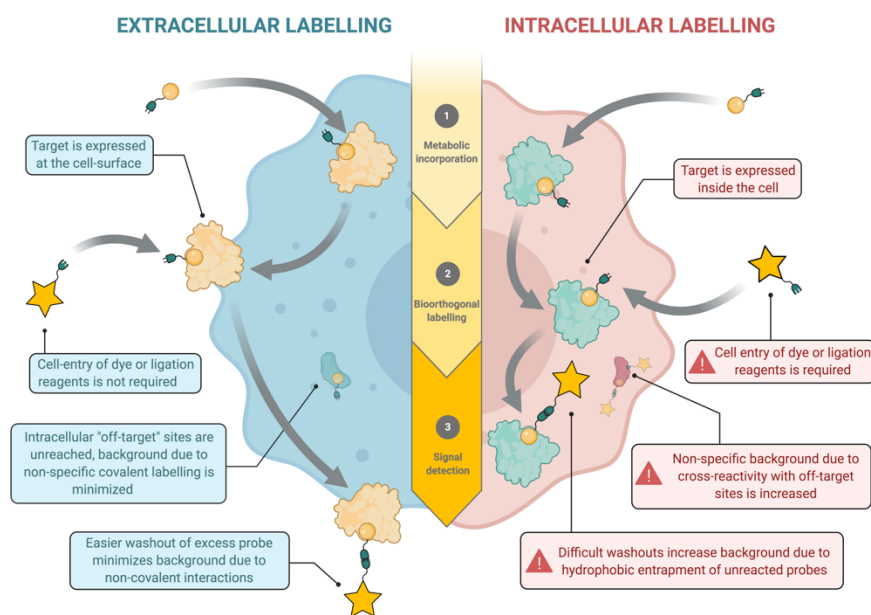 EXTRACELLULAR LABELLING
INTRACELLULAR LABELLING
1
Metabolic
incorporation
Target is expressed
at the cell-surface
Target is expressed
inside the cell
2
Bioorthogonal
labelling
Cell-entry of dye or ligation
reagents is not required
Cell entry of dye or ligation
reagents is required
3
Signal
detection
Intracellular "off-target" sites are
unreached, background due to
non-specific covalent labelling is
minimized
Non-specific background due to
cross-reactivity with off-target
sites is increased
Easier washout of excess probe
minimizes background due to
non-covalent interactions
Difficult washouts increase background due to
hydrophobic entrapment of unreacted probes